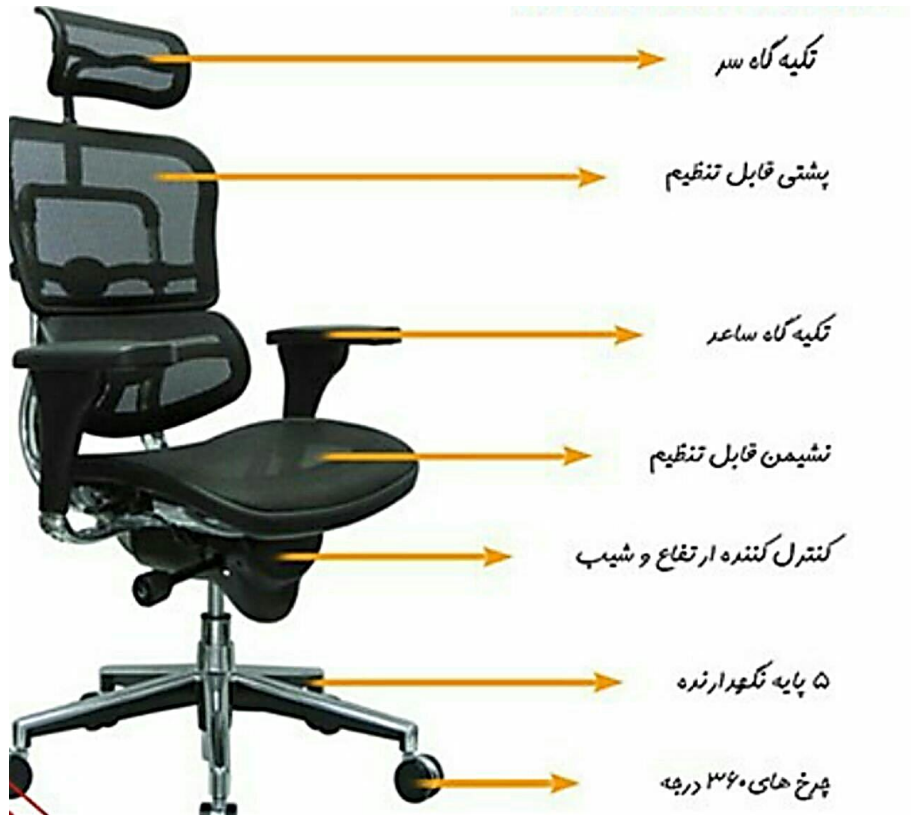 تکیه گاه سر
پشتی قابل تنظیم
تکیه گاه ساعد
نشیمن قابل تنظیم
کنترل کننده ارتفاع و شیب
۵ پایه نگهدارنده
چرخ های ۳۶۰ درجه